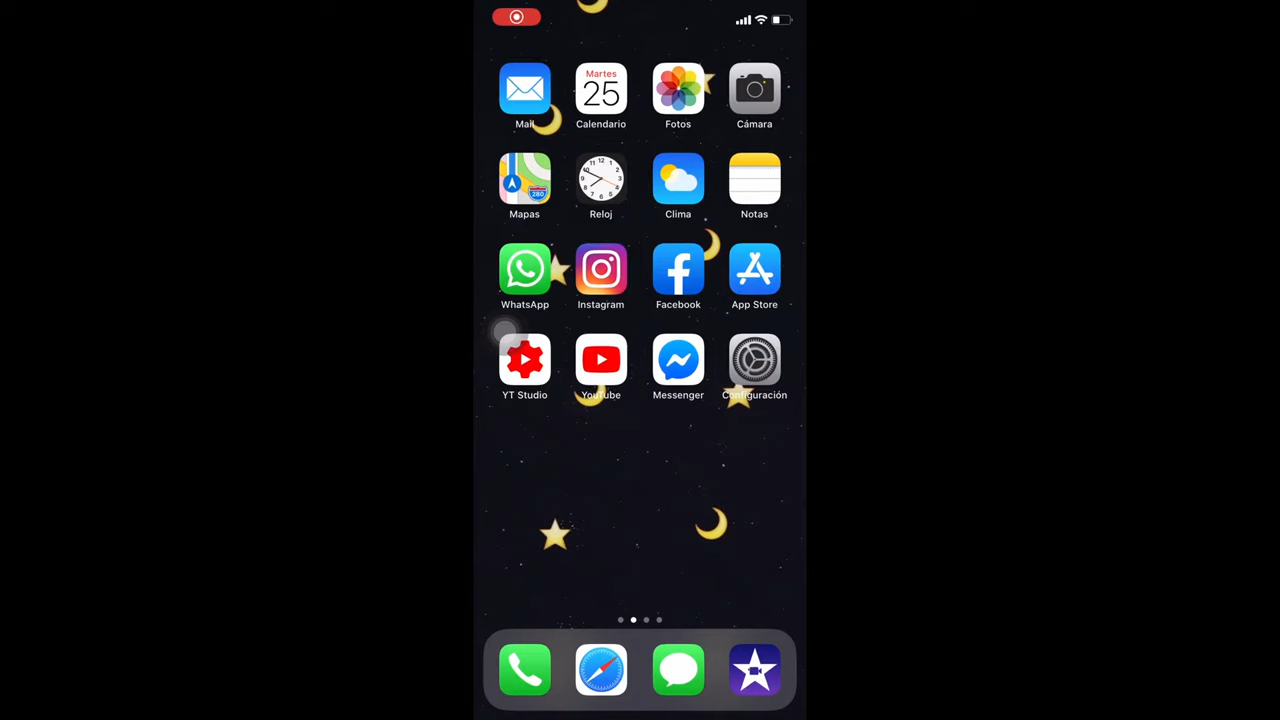 Martes
25
Mail
Calendario
Fotos
Cámara
280
Mapas
Reloj
Clima
Notas
WhatsApp
Instagram
Facebook
App Store
YT Studio
YouTube
Messenger
Configuración